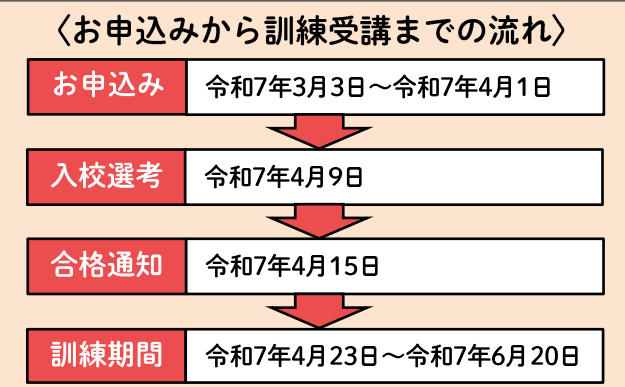 〈お申込みから訓練受講までの流れ〉
お申込み 令和7年3月3日～令和7年4月1日
入校選考 令和7年4月9日
合格通知 令和7年4月15日
訓練期間 令和7年4月23日～令和7年6月20日